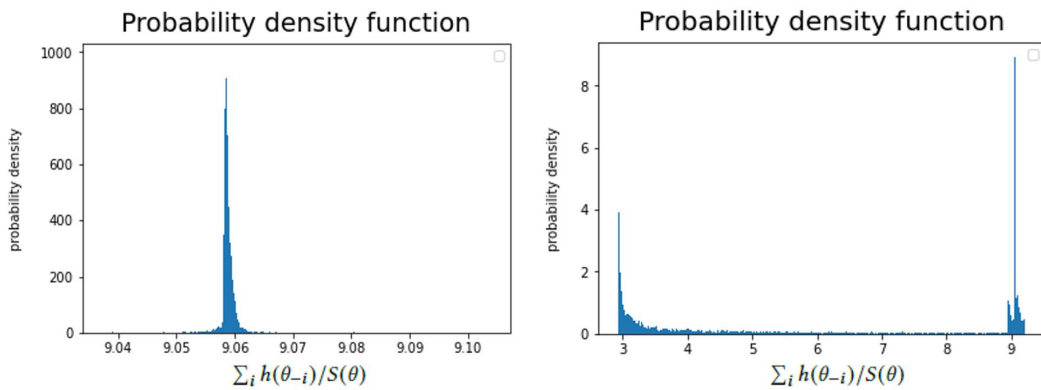 Probability density function
probability density
1000
800
600
400
200
0
9.04 9.05 9.06 9.07 9.08 9.09 9.10
∑ᵢ h(θ₋ᵢ)/S(θ)
Probability density function
probability density
8
6
4
2
0
3 4 5 6 7 8 9
∑ᵢ h(θ₋ᵢ)/S(θ)